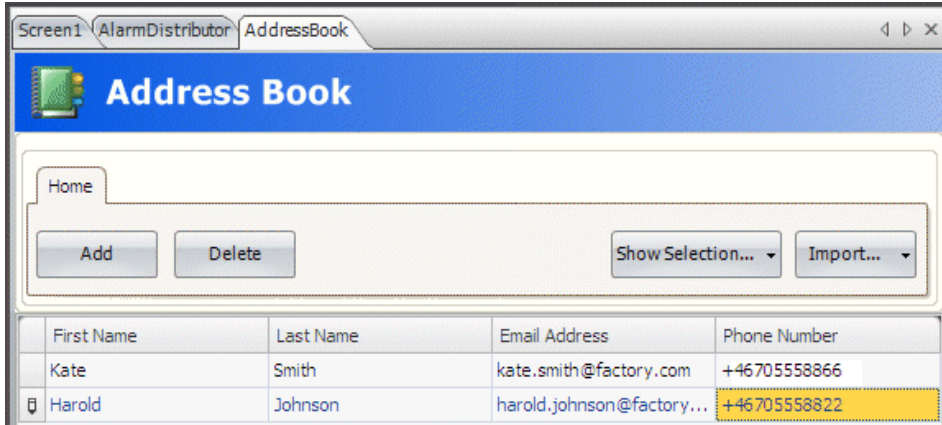 Screen1 AlarmDistributor AddressBook
Address Book
Home
Add Delete Show Selection... Import...
First Name Last Name Email Address Phone Number
Kate Smith kate.smith@factory.com +46705558866
Harold Johnson harold.johnson@factory... +46705558822